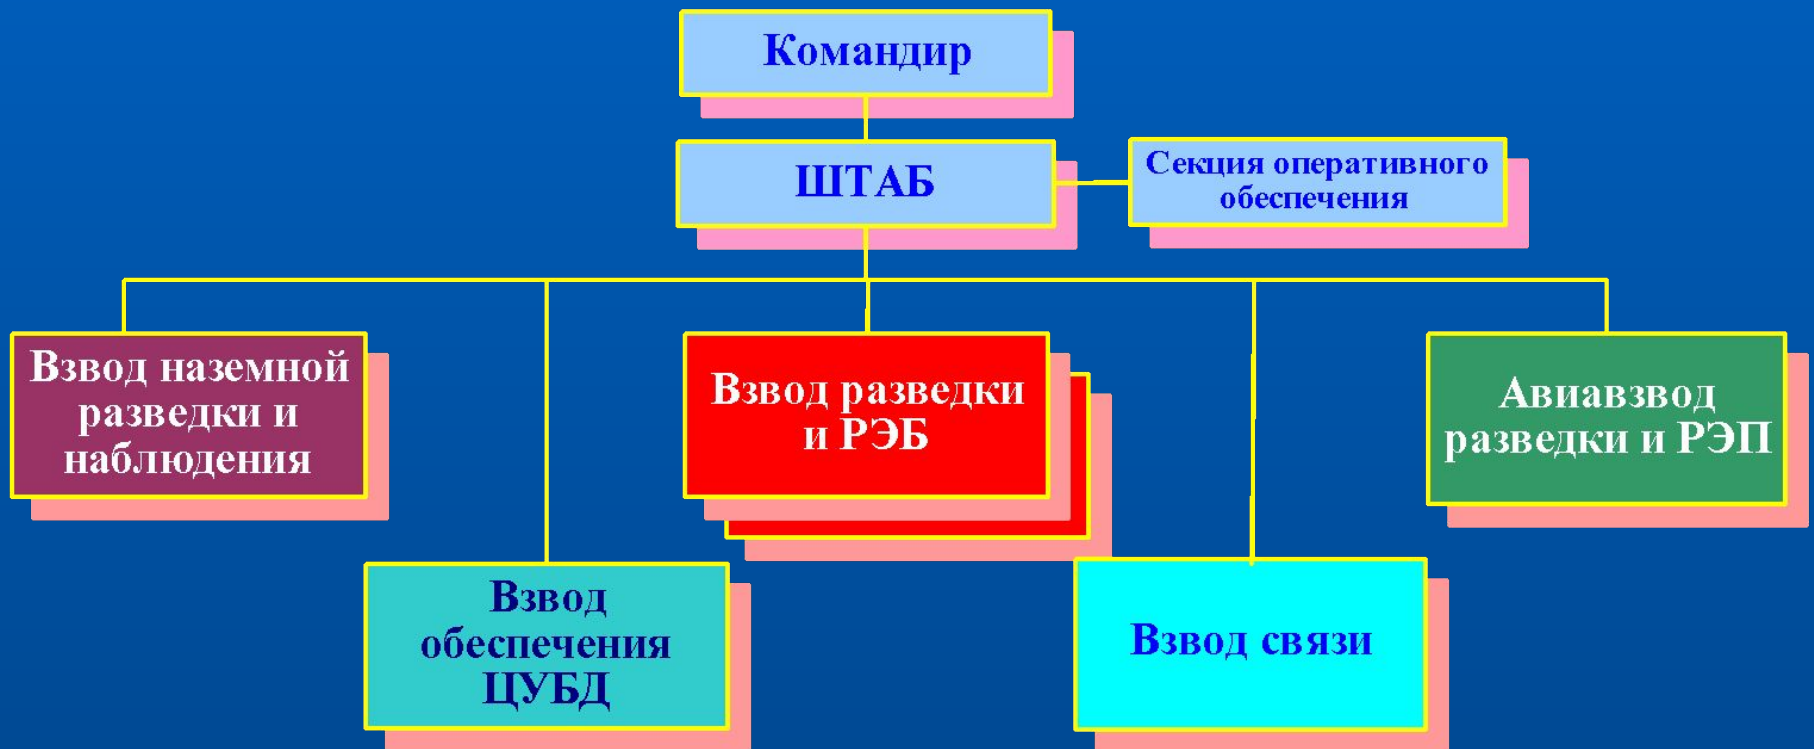 Командир
ШТАБ
Секция оперативного
обеспечения
Взвод наземной
разведки и
наблюдения
Взвод разведки
и РЭБ
Авиавзвод
разведки и РЭП
Взвод
обеспечения
ЦУБД
Взвод связи